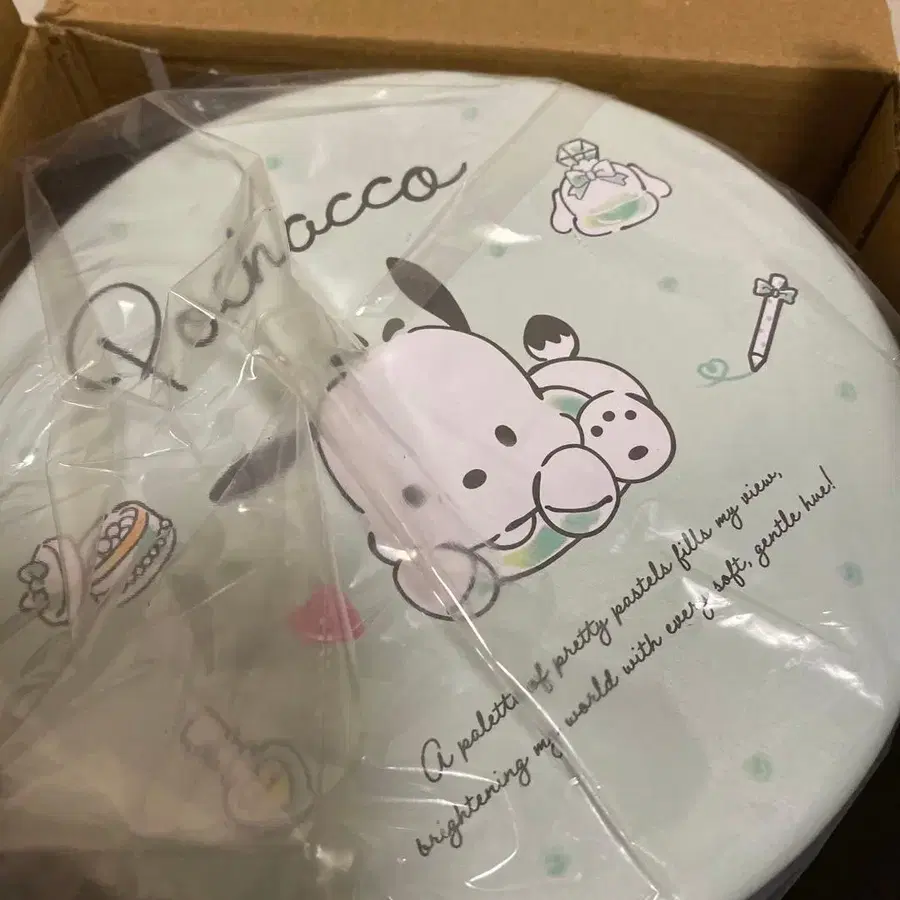 Pochacco
A palette of pretty pastels fills my view,
brightening my world with every soft, gentle hue!